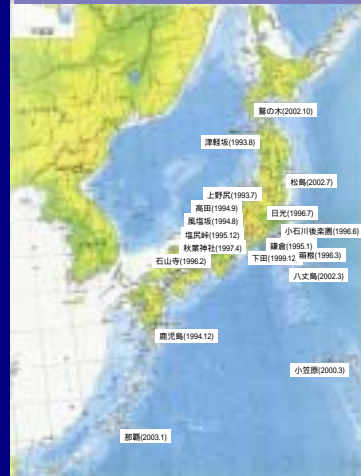 鷲の木(2002.10)
津軽坂(1993.8)
松島(2002.7)
上野尻(1993.7)
高田(1994.9)
日光(1996.7)
風塩坂(1994.8)
小石川後楽園(1996.6)
塩尻峠(1995.12)
鎌倉(1995.1)
秋葉神社(1997.4)
箱根(1996.3)
石山寺(1996.2)
下田(1999.12
八丈島(2002.3)
鹿児島(1994.12)
小笠原(2000.3)
那覇(2003.1)